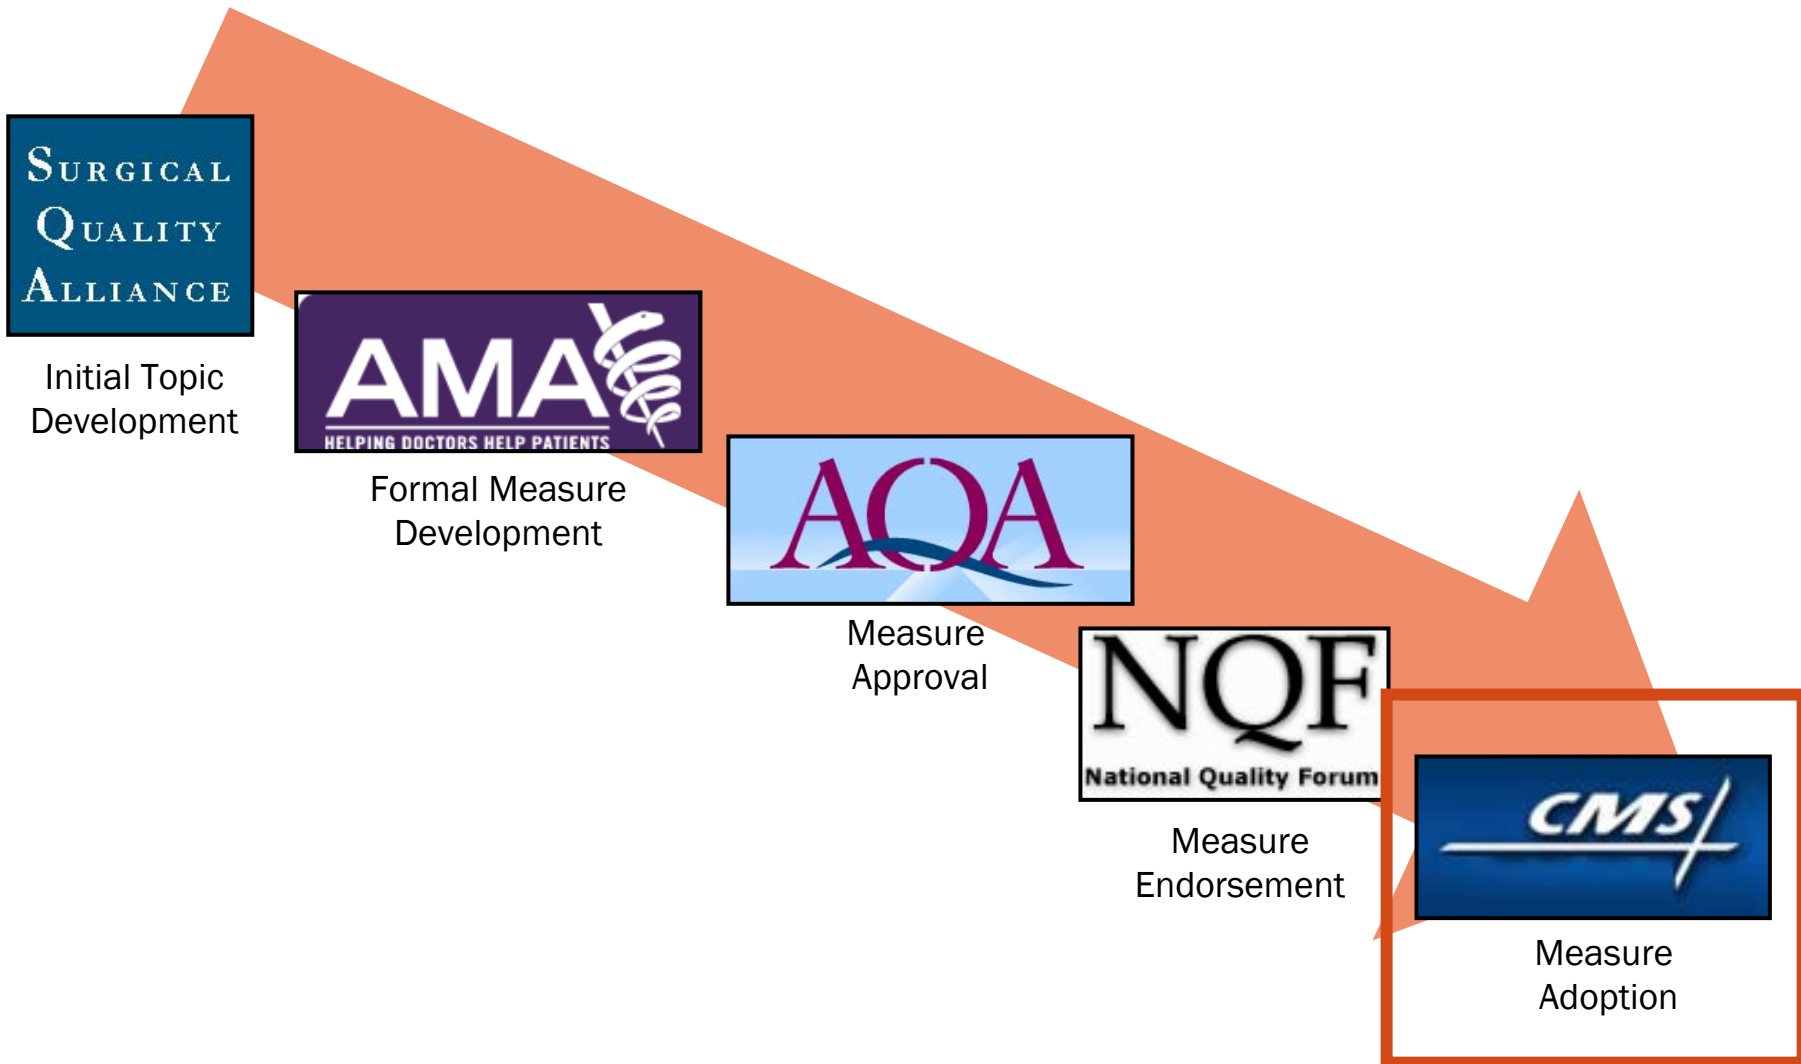 SURGICAL
QUALITY
ALLIANCE
Initial Topic
Development
AMA
HELPING DOCTORS HELP PATIENTS
Formal Measure
Development
AQA
Measure
Approval
NQF
National Quality Forum
Measure
Endorsement
CMS
Measure
Adoption